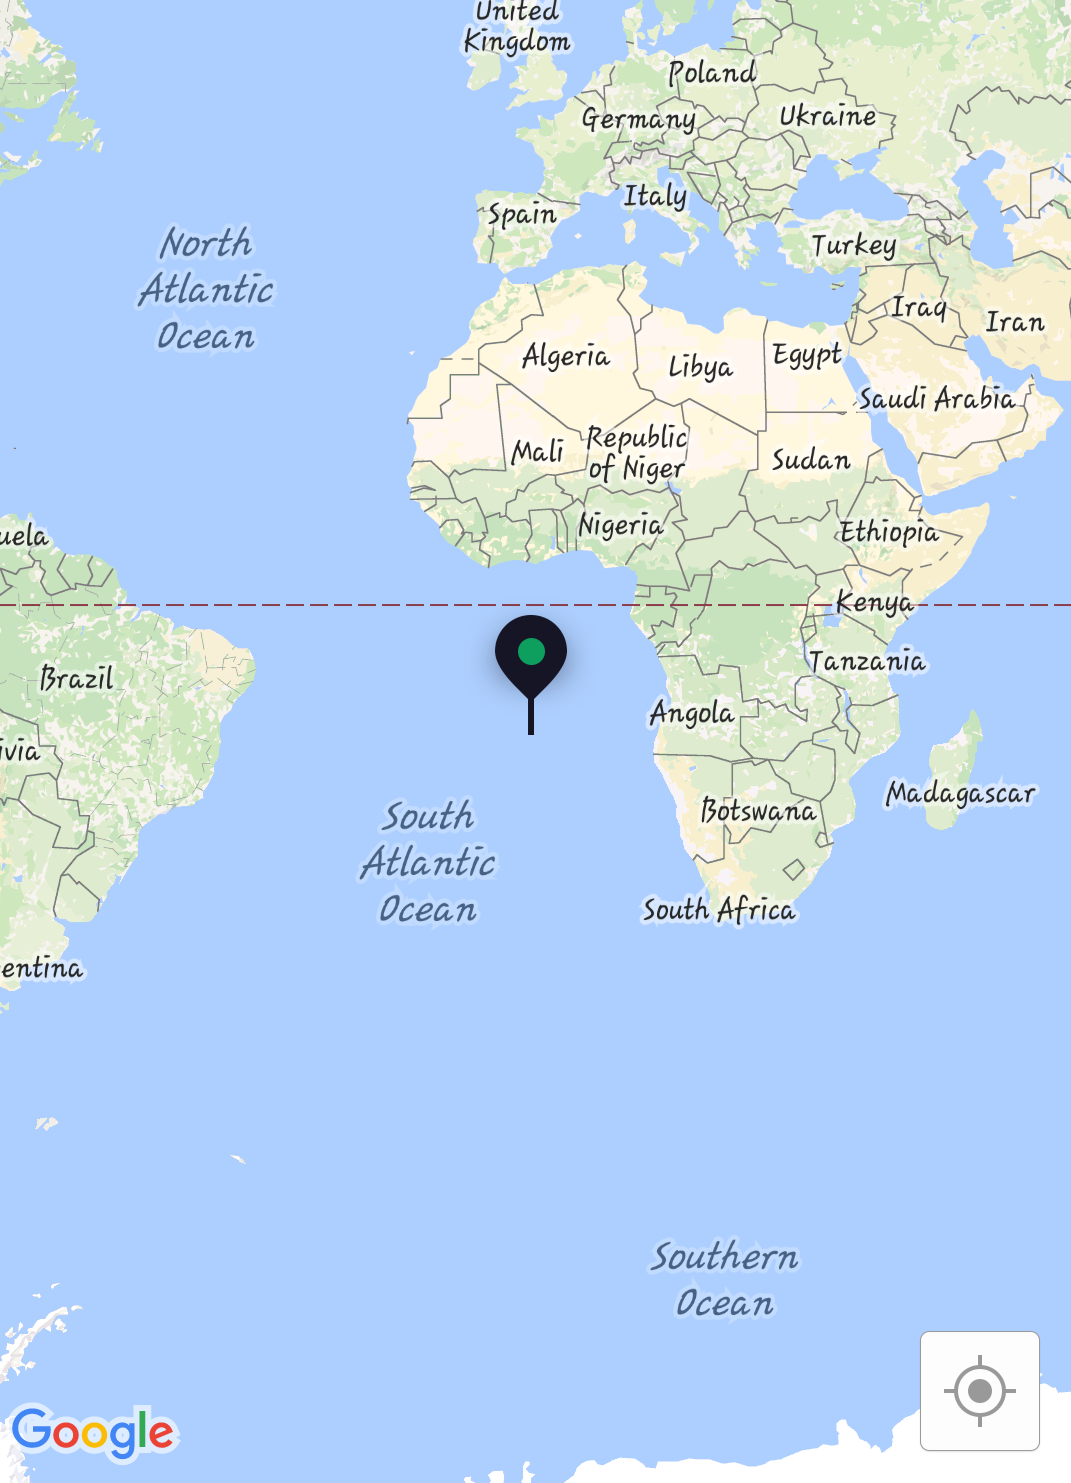 United
Kingdom
Poland
Germany
Ukraine
Italy
Spain
Turkey
North
Atlantic
Ocean
Iraq
Iran
Algeria
Libya
Egypt
Saudi Arabia
Mali
Republic
of Niger
Sudan
Nigeria
Ethiopia
uela
Kenya
Tanzania
Brazil
Angola
ivia
Madagascar
Botswana
South
Atlantic
Ocean
South Africa
entina
Southern
Ocean
Google